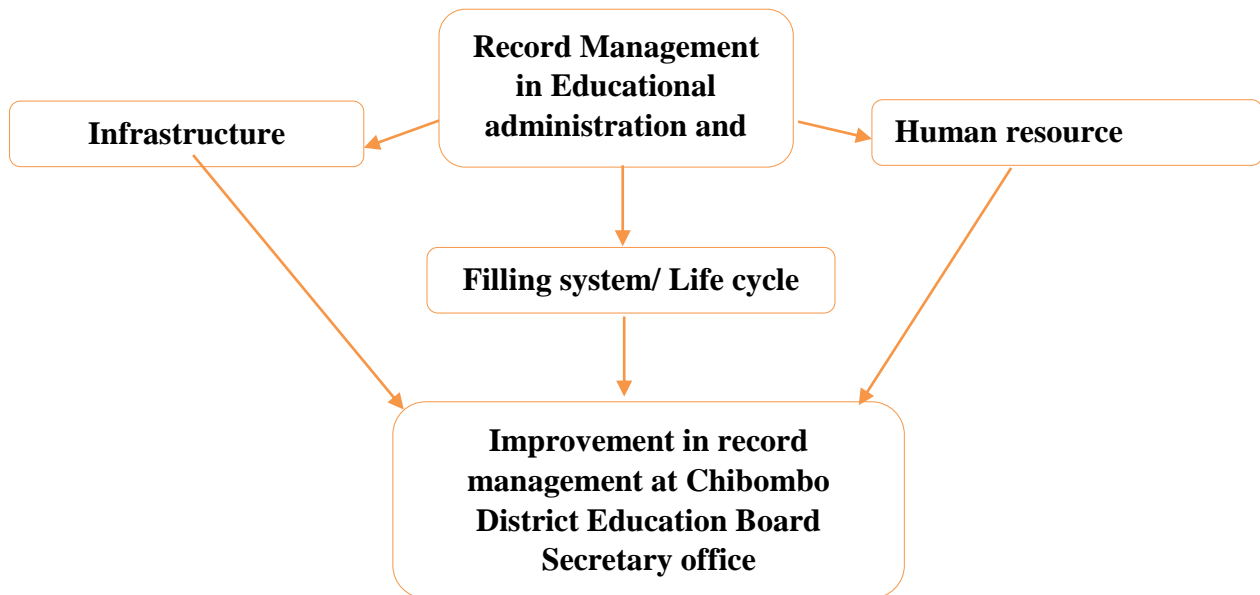 Record Management
in Educational
administration and
Infrastructure
Human resource
Filling system/ Life cycle
Improvement in record
management at Chibombo
District Education Board
Secretary office